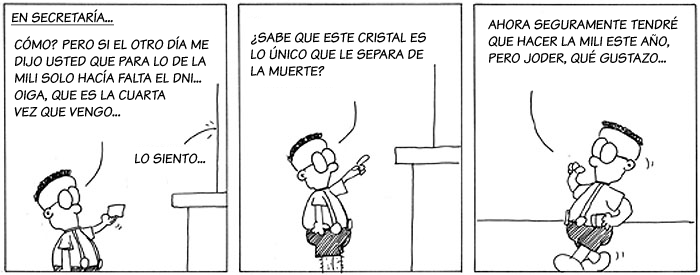 EN SECRETARÍA...
CÓMO? PERO SI EL OTRO DÍA ME
DIJO USTED QUE PARA LO DE LA
MILI SOLO HACÍA FALTA EL DNI...
OIGA, QUE ES LA CUARTA
VEZ QUE VENGO...
LO SIENTO...
¿SABE QUE ESTE CRISTAL ES
LO ÚNICO QUE LE SEPARA DE
LA MUERTE?
AHORA SEGURAMENTE TENDRÉ
QUE HACER LA MILI ESTE AÑO,
PERO JODER, QUÉ GUSTAZO...